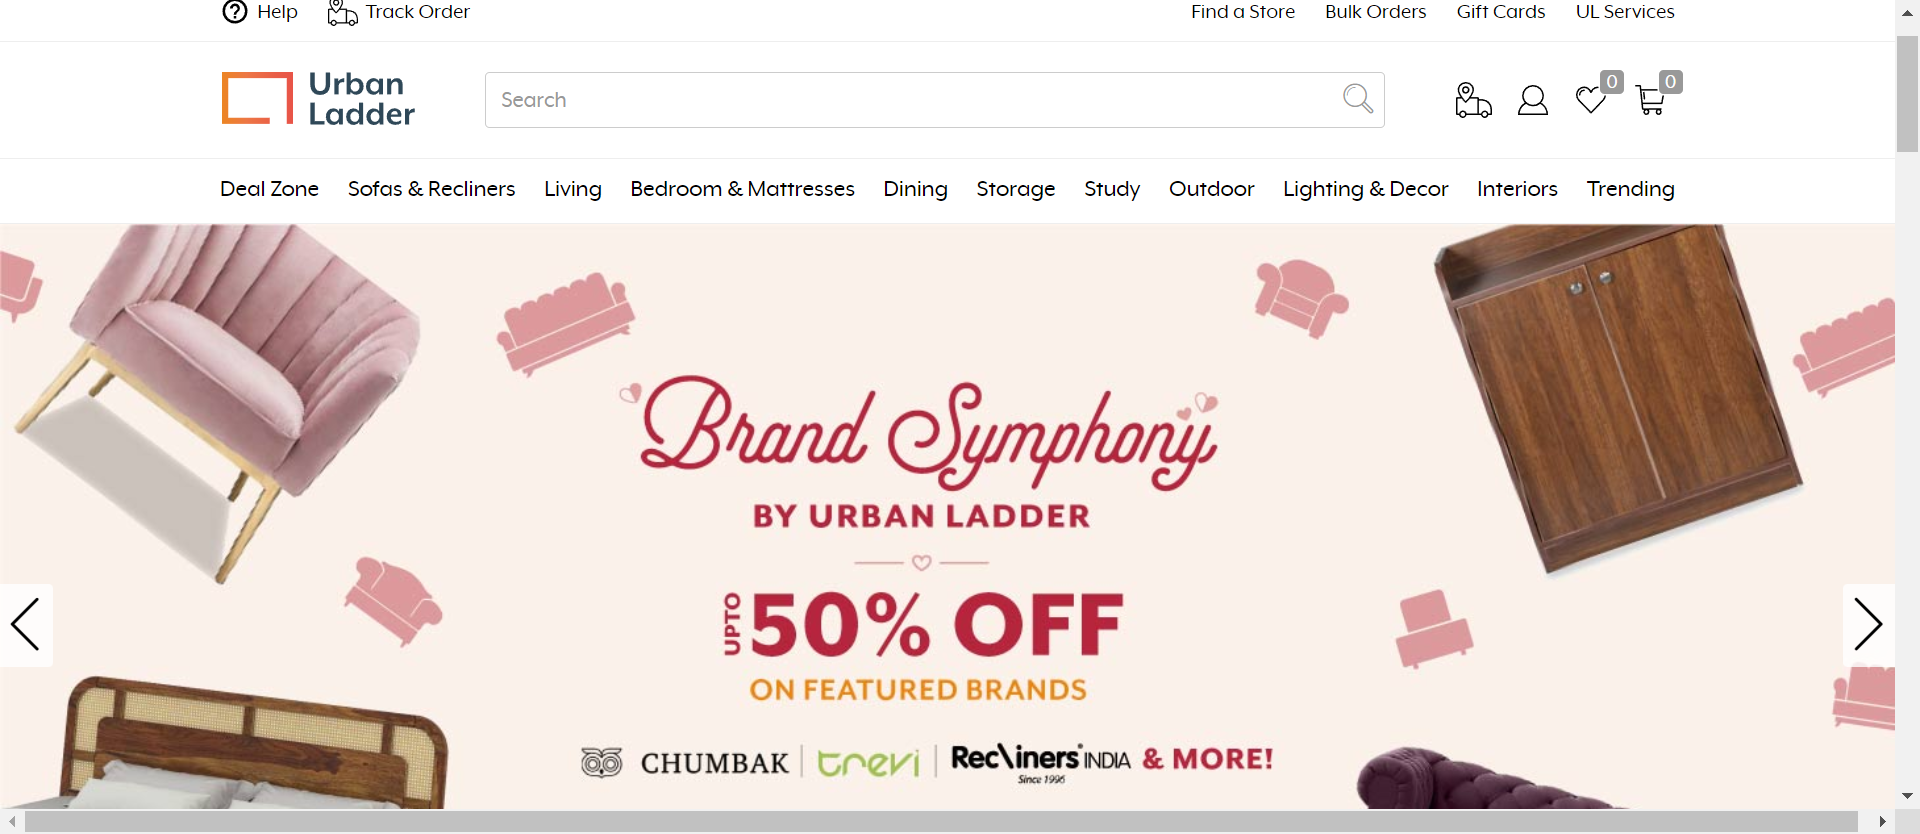 Help Track Order Find a Store Bulk Orders Gift Cards UL Services
Urban
Ladder
Search
0 0
Deal Zone Sofas & Recliners Living Bedroom & Mattresses Dining Storage Study Outdoor Lighting & Decor Interiors Trending
Brand Symphony
BY URBAN LADDER
UPTO 50% OFF
ON FEATURED BRANDS
CHUMBAK trevi Recliners INDIA & MORE!
Since 1996